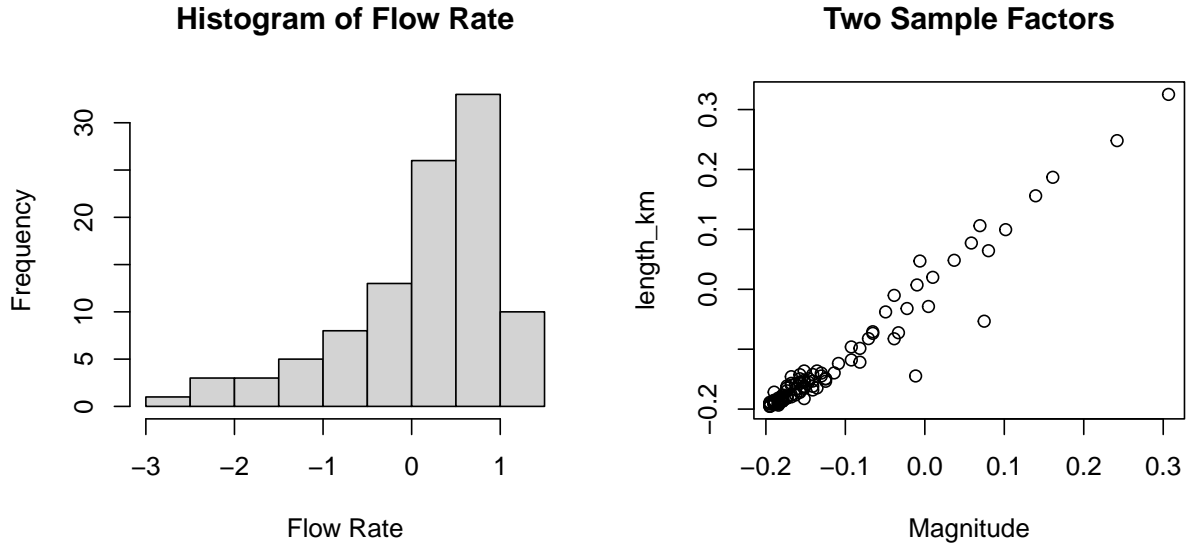 Histogram of Flow Rate
Frequency
0 5 10 20 30
−3 −2 −1 0 1
Flow Rate
Two Sample Factors
length_km
−0.2 0.0 0.1 0.2 0.3
−0.2 −0.1 0.0 0.1 0.2 0.3
Magnitude